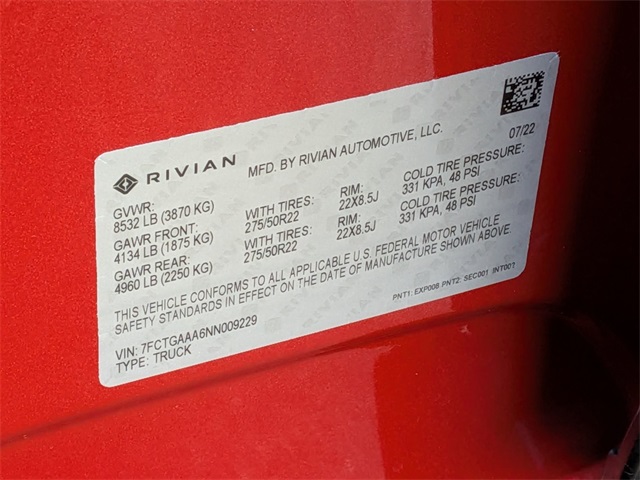 RIVIAN
MFD. BY RIVIAN AUTOMOTIVE, LLC.
07/22
GVWR:
8532 LB (3870 KG)
GAWR FRONT:
4134 LB (1875 KG)
WITH TIRES:
275/50R22
RIM:
22X8.5J
COLD TIRE PRESSURE:
331 KPA, 48 PSI
GAWR REAR:
4960 LB (2250 KG)
WITH TIRES:
275/50R22
RIM:
22X8.5J
COLD TIRE PRESSURE:
331 KPA, 48 PSI
THIS VEHICLE CONFORMS TO ALL APPLICABLE U.S. FEDERAL MOTOR VEHICLE
SAFETY STANDARDS IN EFFECT ON THE DATE OF MANUFACTURE SHOWN ABOVE.
PNT1: EXP008 PNT2: SEC001 INT001
VIN: 7FCTGAAA6NN009229
TYPE: TRUCK